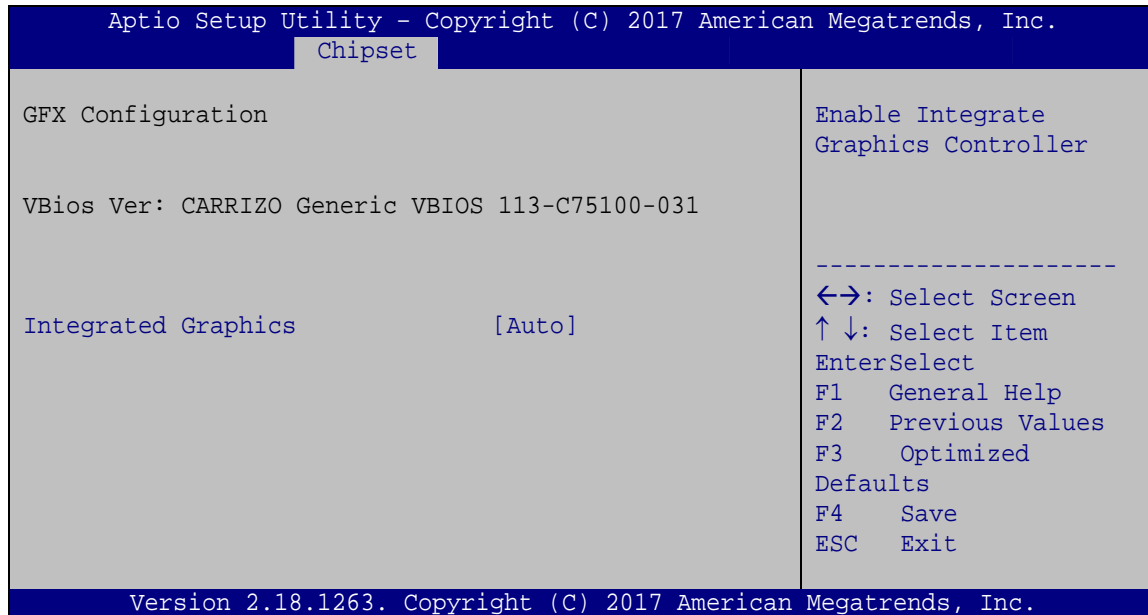 Aptio Setup Utility – Copyright (C) 2017 American Megatrends, Inc.
Chipset
GFX Configuration
VBios Ver: CARRIZO Generic VBIOS 113-C75100-031
Integrated Graphics [Auto]
Enable Integrate
Graphics Controller
---------------------
←→: Select Screen
↑ ↓: Select Item
EnterSelect
F1 General Help
F2 Previous Values
F3 Optimized
Defaults
F4 Save
ESC Exit
Version 2.18.1263. Copyright (C) 2017 American Megatrends, Inc.